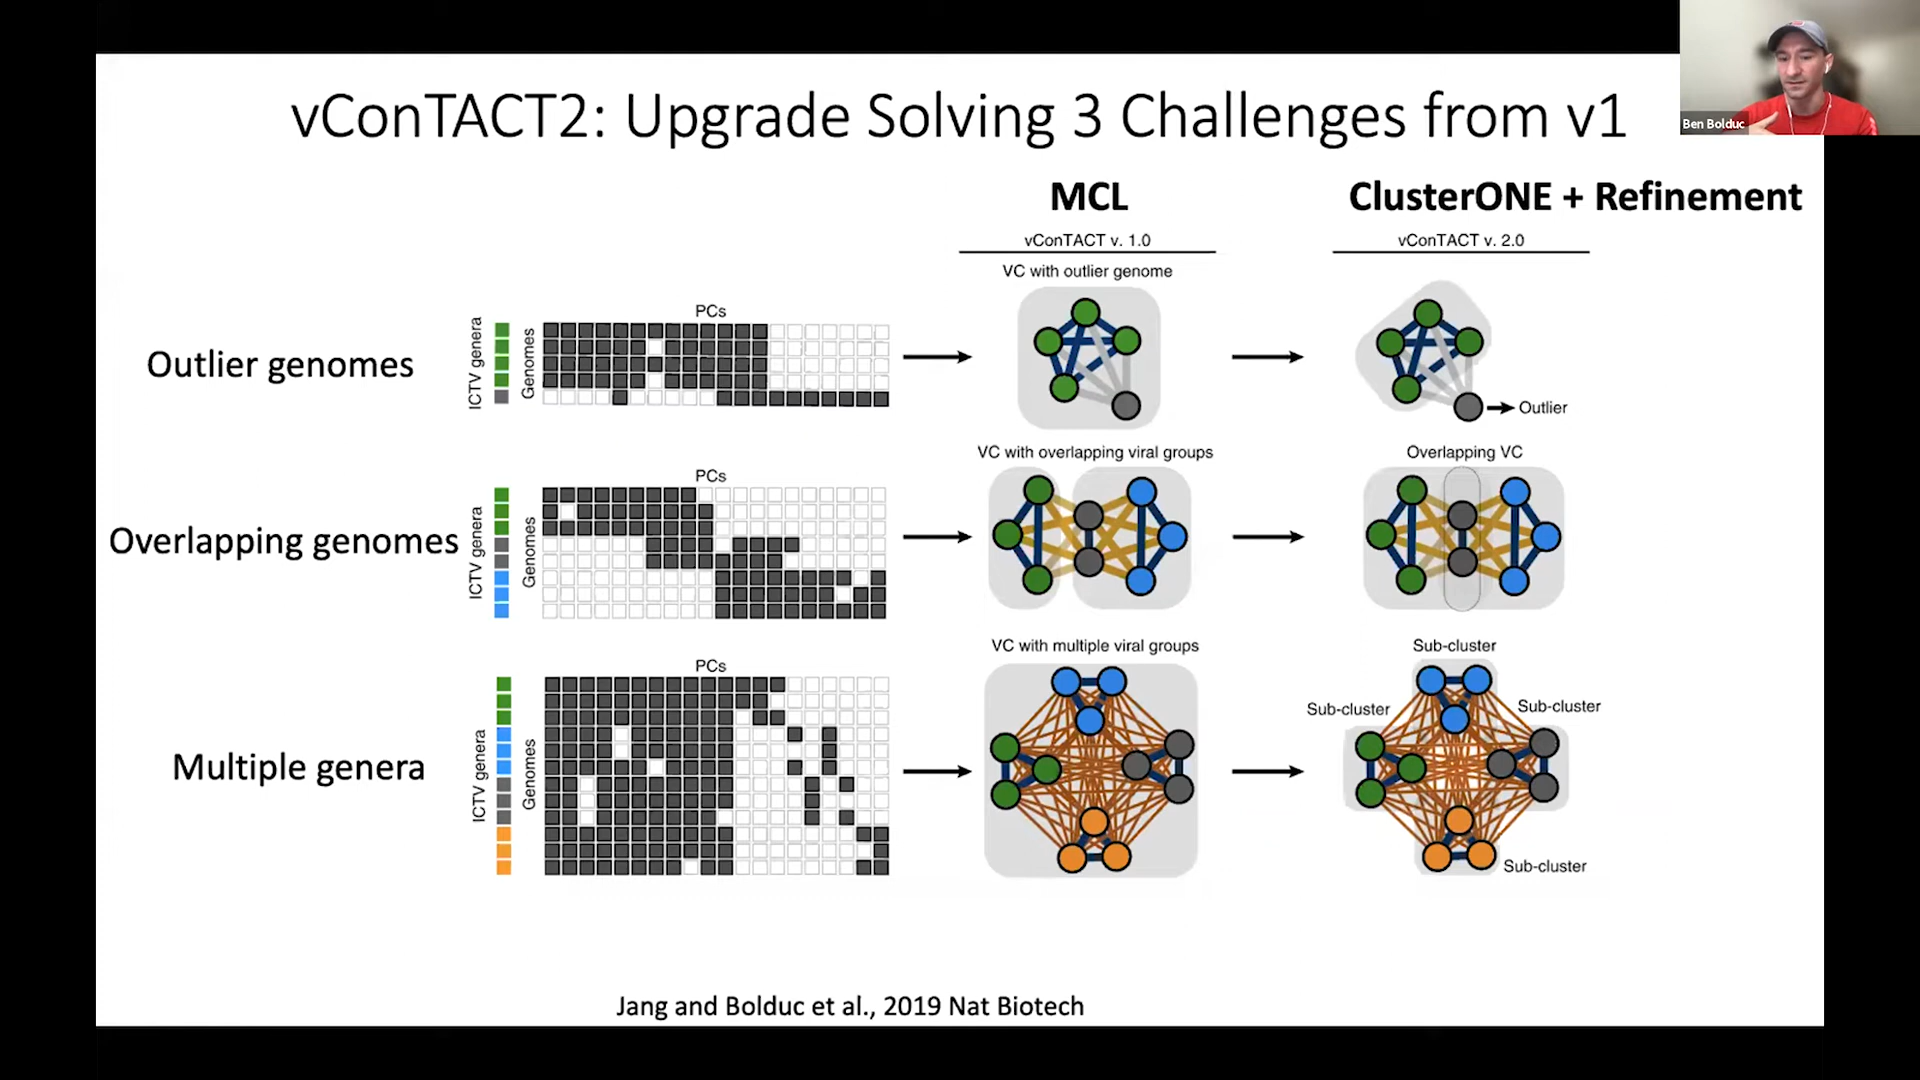 vConTACT2: Upgrade Solving 3 Challenges from v1
Ben Bolduc
MCL
ClusterONE + Refinement
vConTACT v. 1.0
vConTACT v. 2.0
Outlier genomes
ICTV genera
Genomes
PCs
VC with outlier genome
Outlier
Overlapping genomes
ICTV genera
Genomes
PCs
VC with overlapping viral groups
Overlapping VC
Multiple genera
ICTV genera
Genomes
PCs
VC with multiple viral groups
Sub-cluster
Sub-cluster
Sub-cluster
Sub-cluster
Jang and Bolduc et al., 2019 Nat Biotech